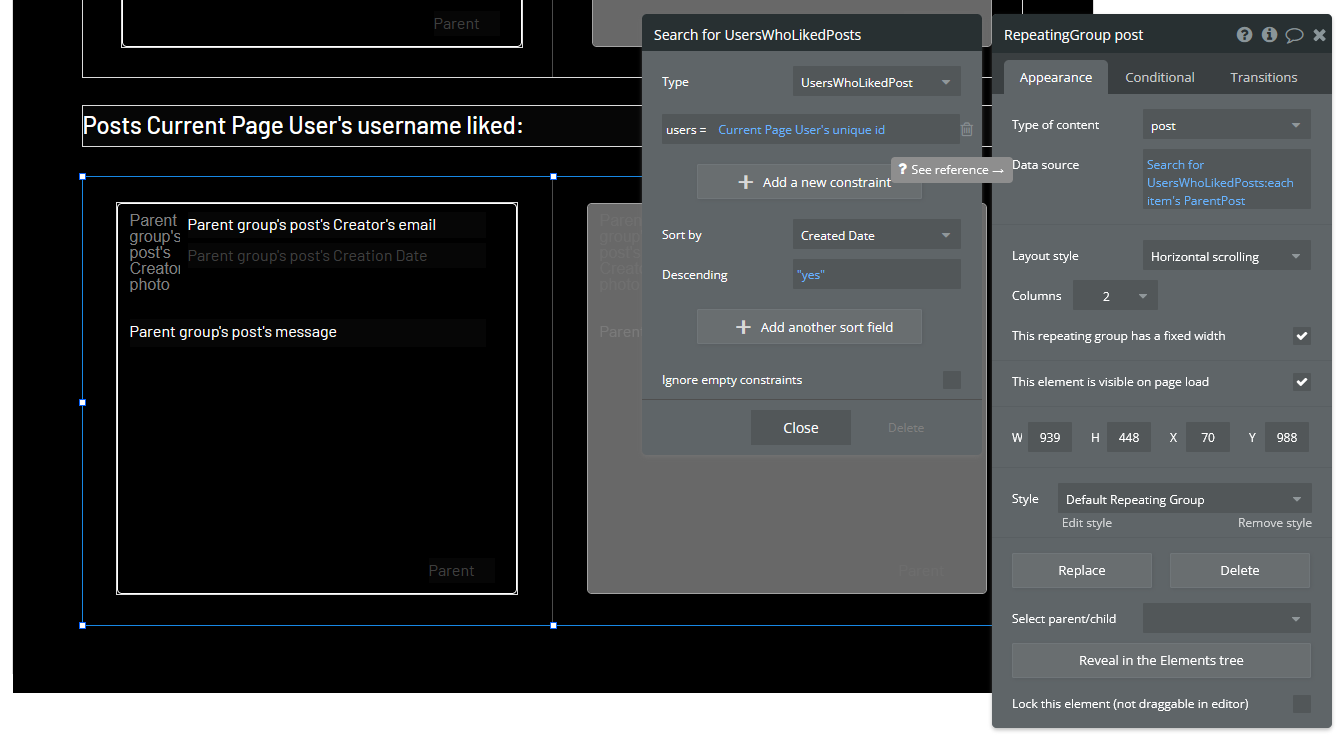 Parent
Posts Current Page User's username liked:
Parent
group's
post's
Creator
photo
Parent group's post's Creator's email
Parent group's post's Creation Date
Parent group's post's message
Parent
Parent
group's
post's
Creator
photo
Parent
Parent
Search for UsersWhoLikedPosts
Type
UsersWhoLikedPost
users =
Current Page User's unique id
? See reference →
Add a new constraint
Sort by
Created Date
Descending
"yes"
Add another sort field
Ignore empty constraints
Close
Delete
RepeatingGroup post
Appearance
Conditional
Transitions
Type of content
post
Data source
Search for
UsersWhoLikedPosts:each
item's ParentPost
Layout style
Horizontal scrolling
Columns
2
This repeating group has a fixed width
This element is visible on page load
W 939 H 448 X 70 Y 988
Style
Default Repeating Group
Edit style
Remove style
Replace
Delete
Select parent/child
Reveal in the Elements tree
Lock this element (not draggable in editor)